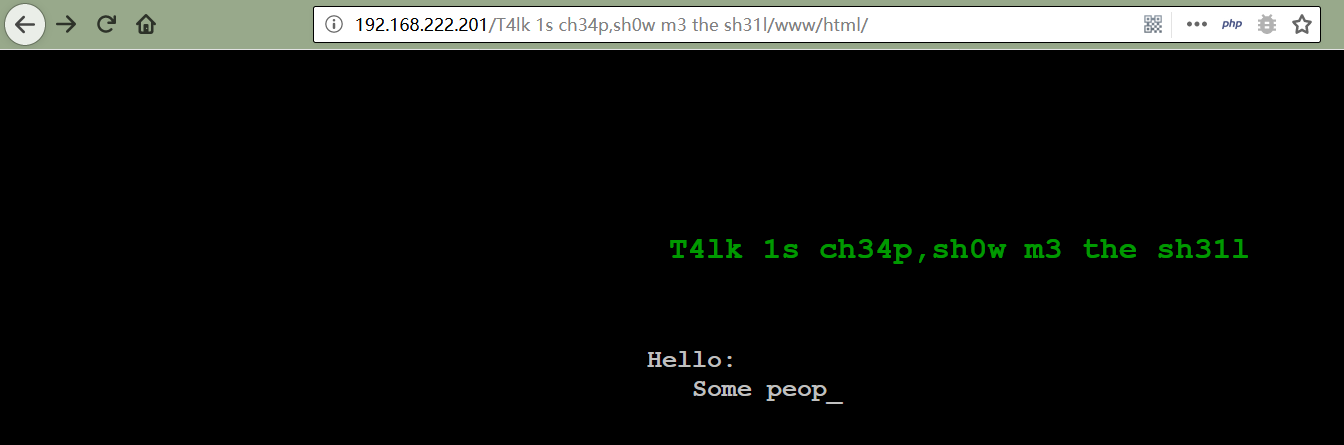 192.168.222.201/T4lk 1s ch34p,sh0w m3 the sh31l/www/html/
php
T4lk 1s ch34p,sh0w m3 the sh31l
Hello:
Some peop_